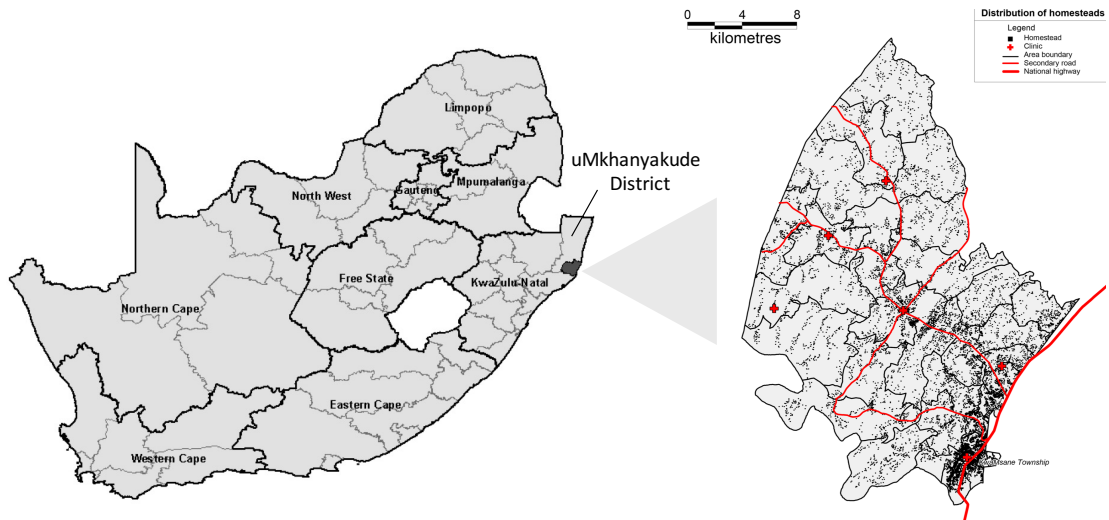 0 4 8
kilometres
Distribution of homesteads
Legend
Homestead
Clinic
Area boundary
Secondary road
National highway
Limpopo
uMkhanyakude
District
North West
Gauteng
Mpumalanga
Free State
KwaZulu-Natal
Northern Cape
Eastern Cape
Western Cape
KwaMsane Township